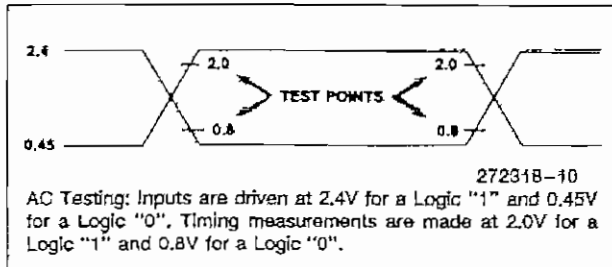 2.4
2.0 2.0
TEST POINTS
0.8 0.8
0.45
272318-10
AC Testing: Inputs are driven at 2.4V for a Logic "1" and 0.45V
for a Logic "0". Timing measurements are made at 2.0V for a
Logic "1" and 0.8V for a Logic "0".